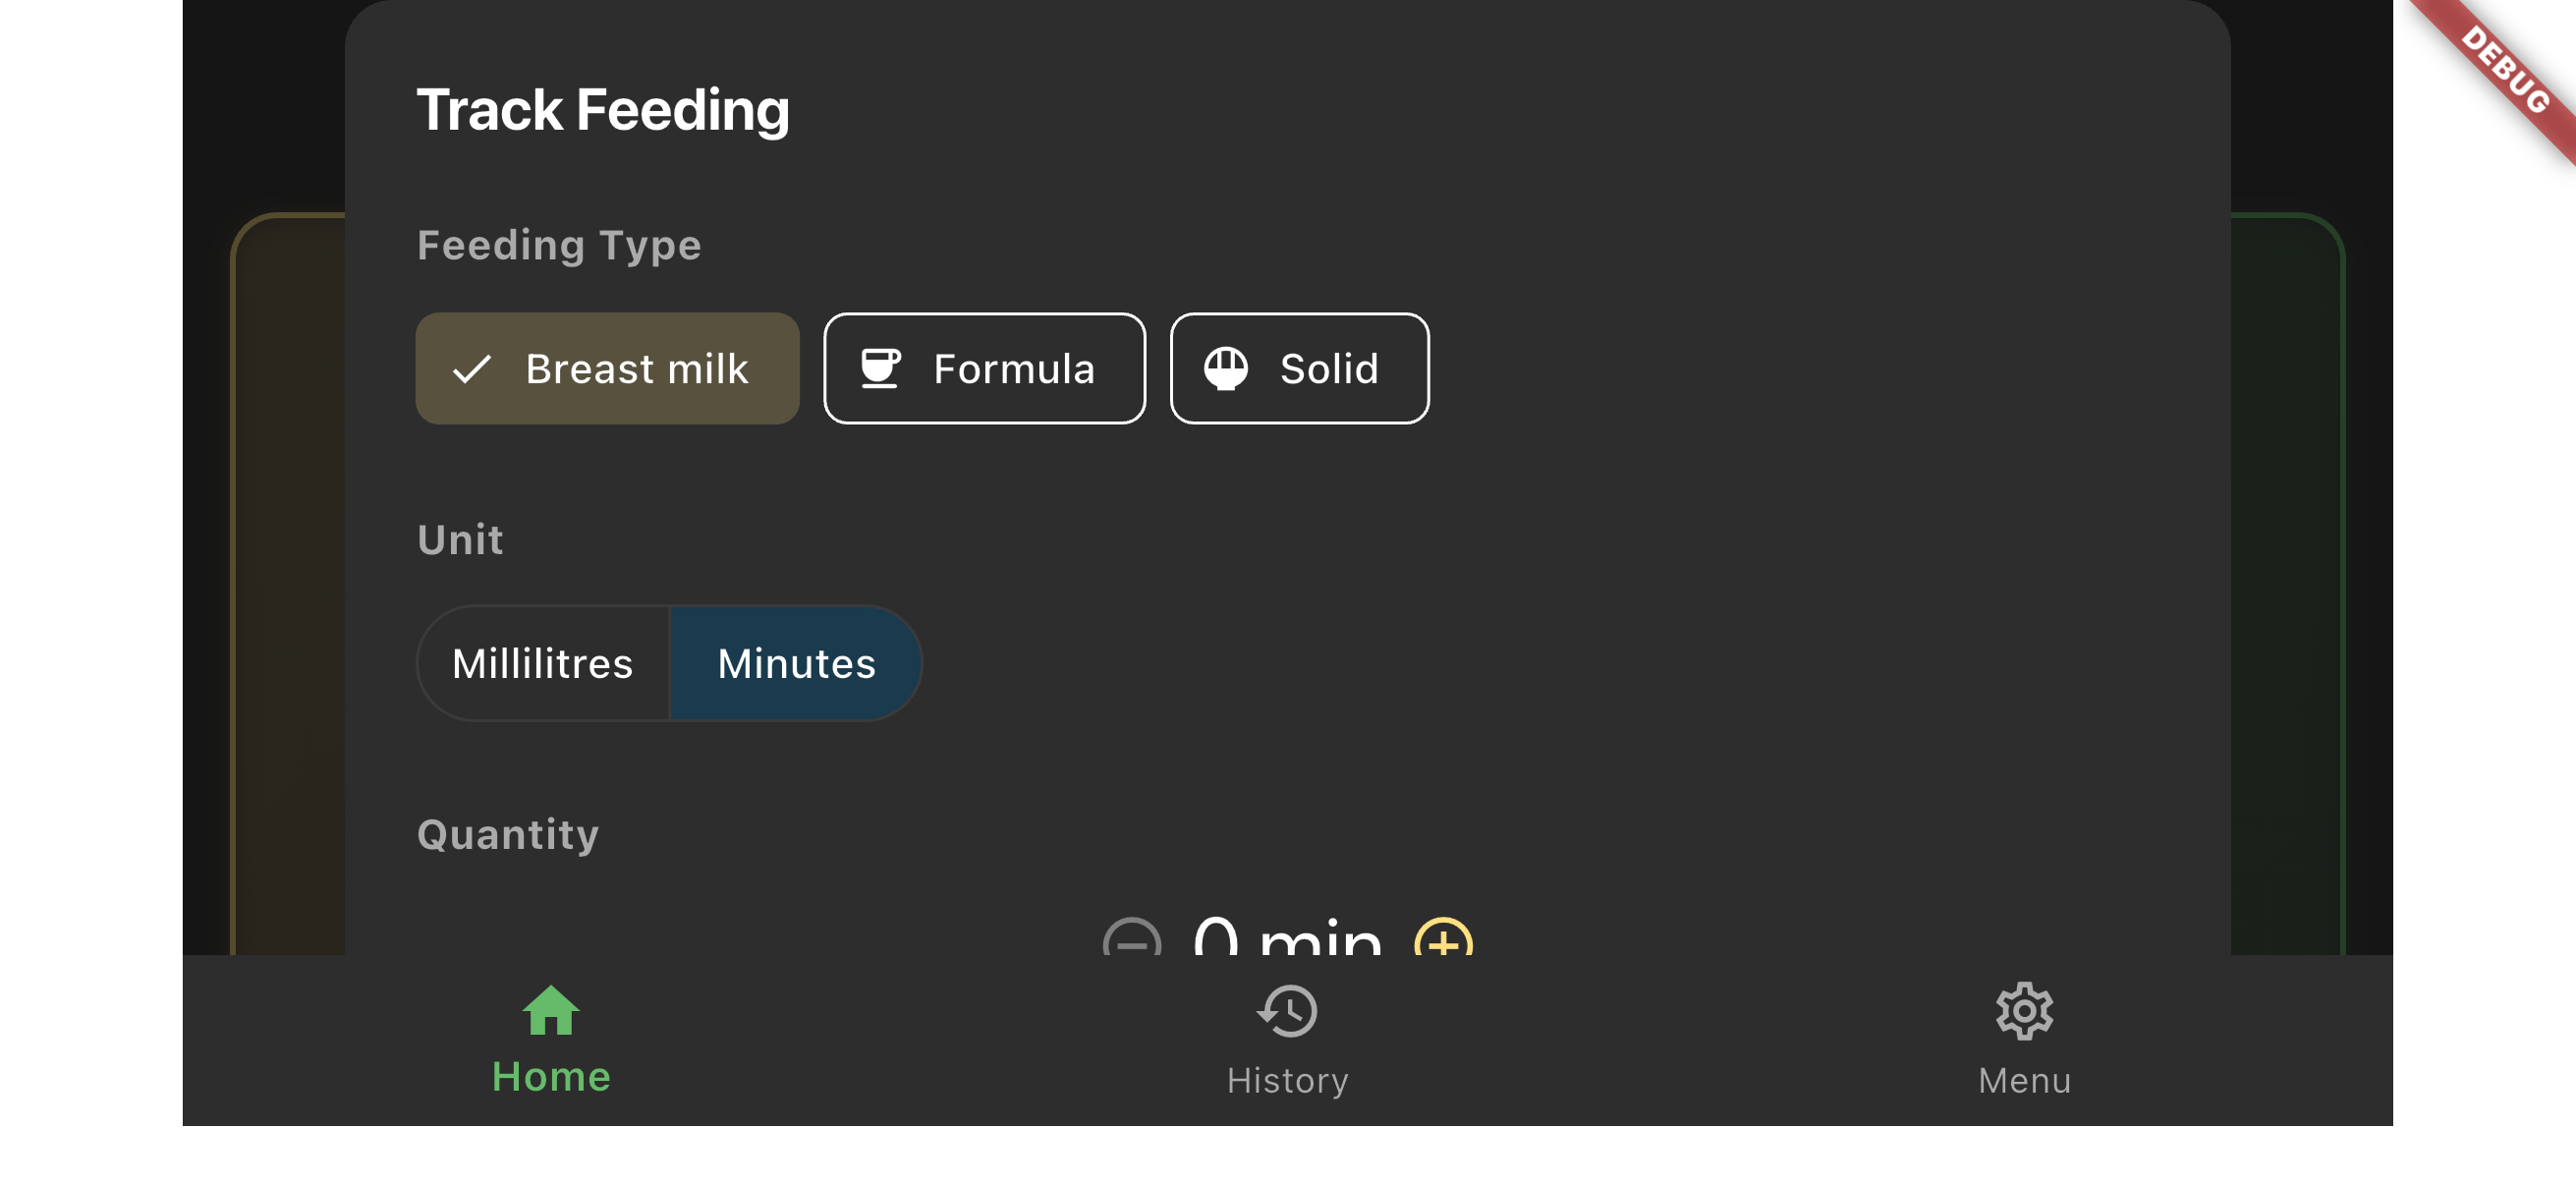 DEBUG
Track Feeding
Feeding Type
Breast milk
Formula
Solid
Unit
Millilitres
Minutes
Quantity
0 min
Home
History
Menu